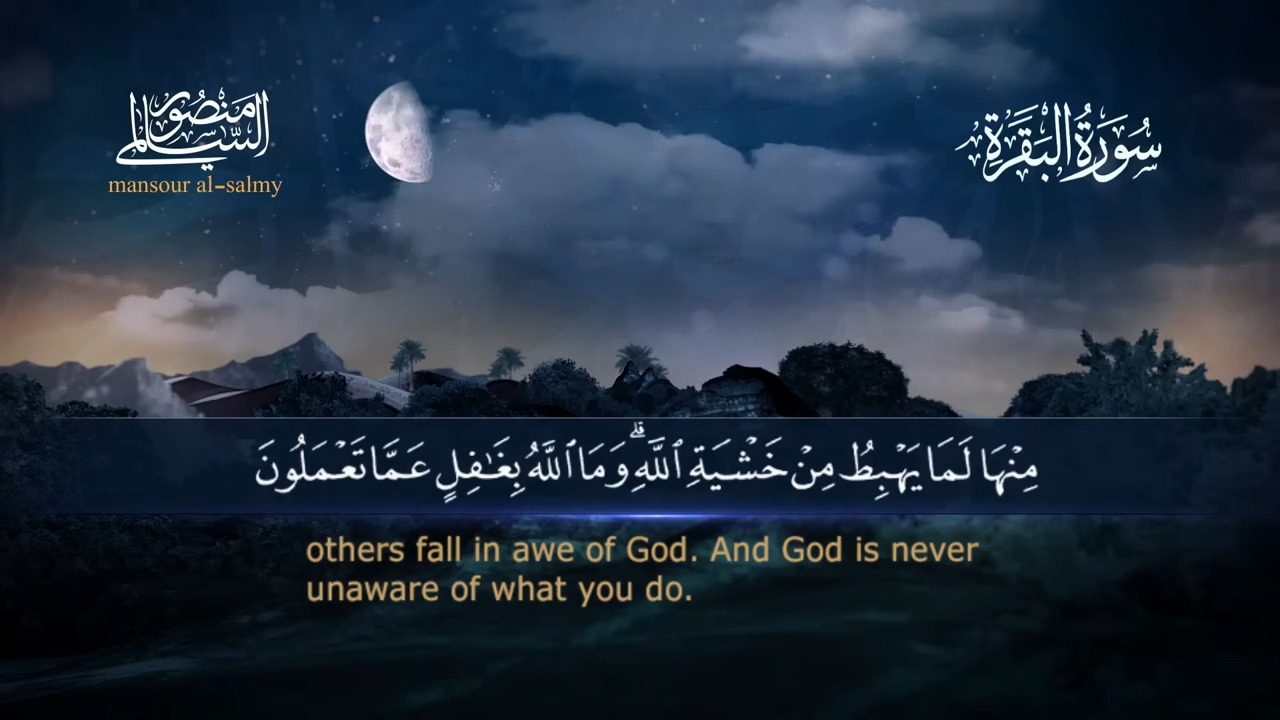 منصور السالمي
mansour al-salmy
سُورَةُ البَقَرَةِ
مِنْهَا لَمَا يَهْبِطُ مِنْ خَشْيَةِ ٱللَّهِ ۗ وَمَا ٱللَّهُ بِغَـٰفِلٍ عَمَّا تَعْمَلُونَ
others fall in awe of God. And God is never
unaware of what you do.